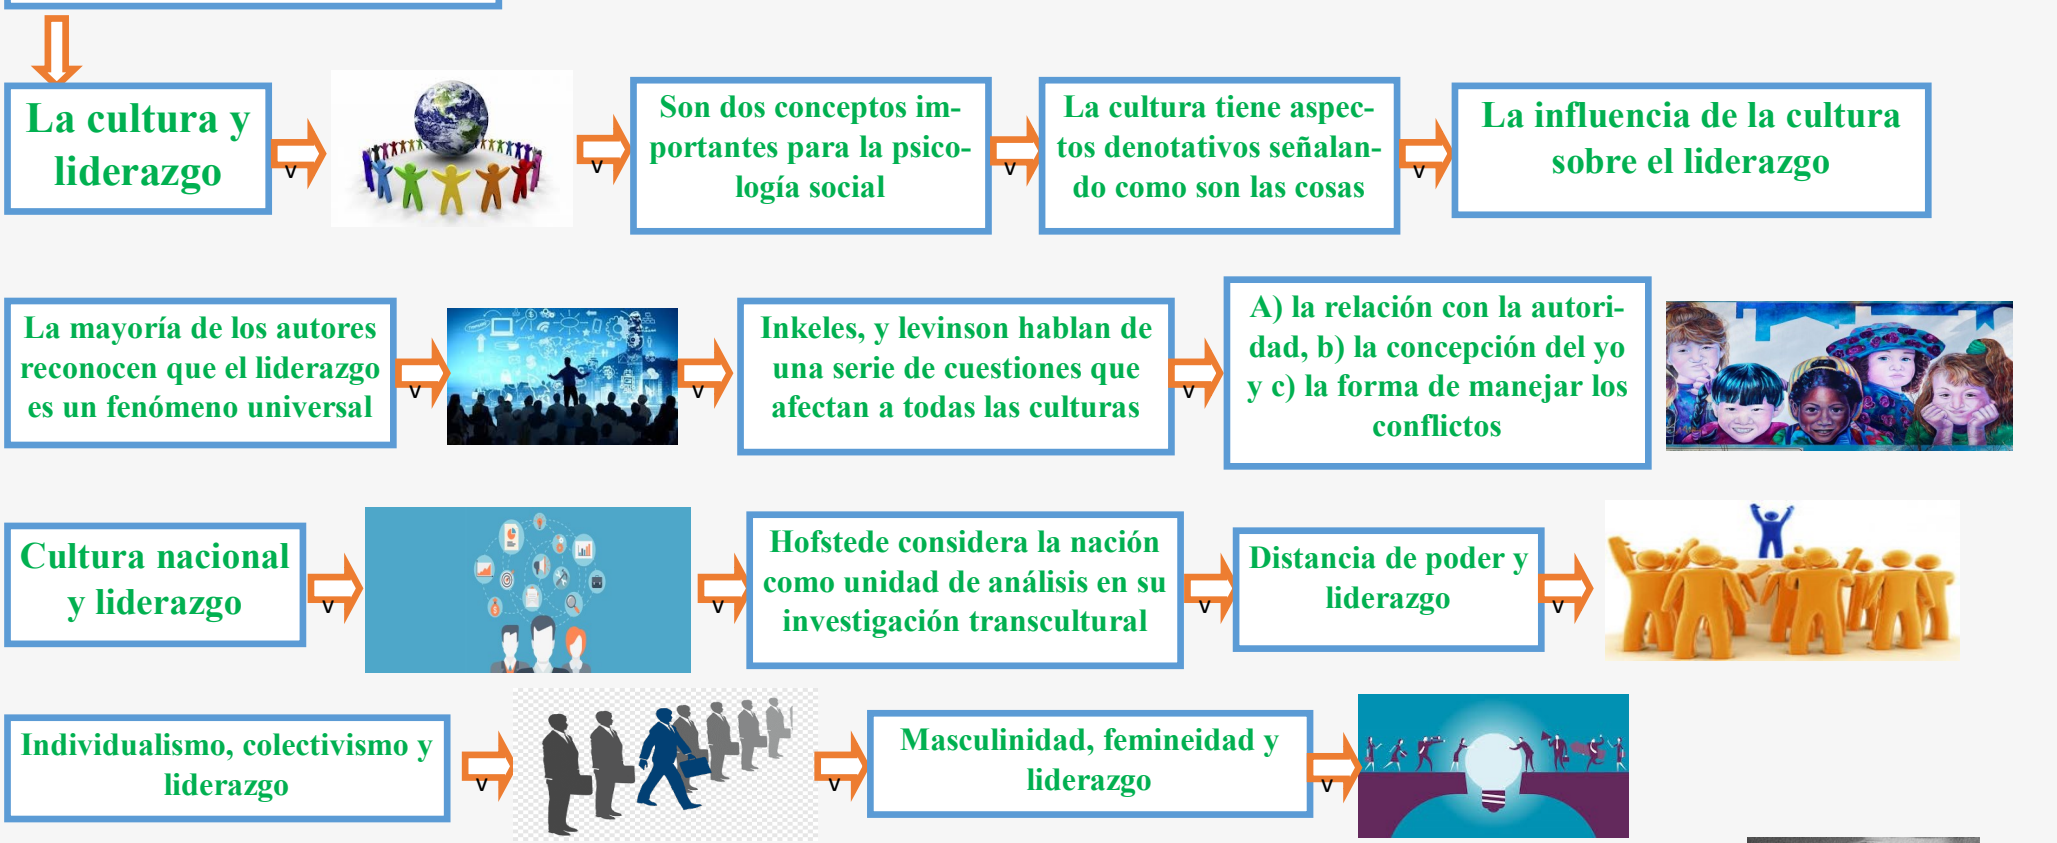 La cultura y
liderazgo
v
v
Son dos conceptos im-
portantes para la psico-
logía social
v
La cultura tiene aspec-
tos denotativos señalan-
do como son las cosas
v
La influencia de la cultura
sobre el liderazgo
La mayoría de los autores
reconocen que el liderazgo
es un fenómeno universal
v
v
Inkeles, y levinson hablan de
una serie de cuestiones que
afectan a todas las culturas
v
A) la relación con la autori-
dad, b) la concepción del yo
y c) la forma de manejar los
conflictos
Cultura nacional
y liderazgo
v
v
Hofstede considera la nación
como unidad de análisis en su
investigación transcultural
v
Distancia de poder y
liderazgo
v
Individualismo, colectivismo y
liderazgo
v
v
Masculinidad, femineidad y
liderazgo
v